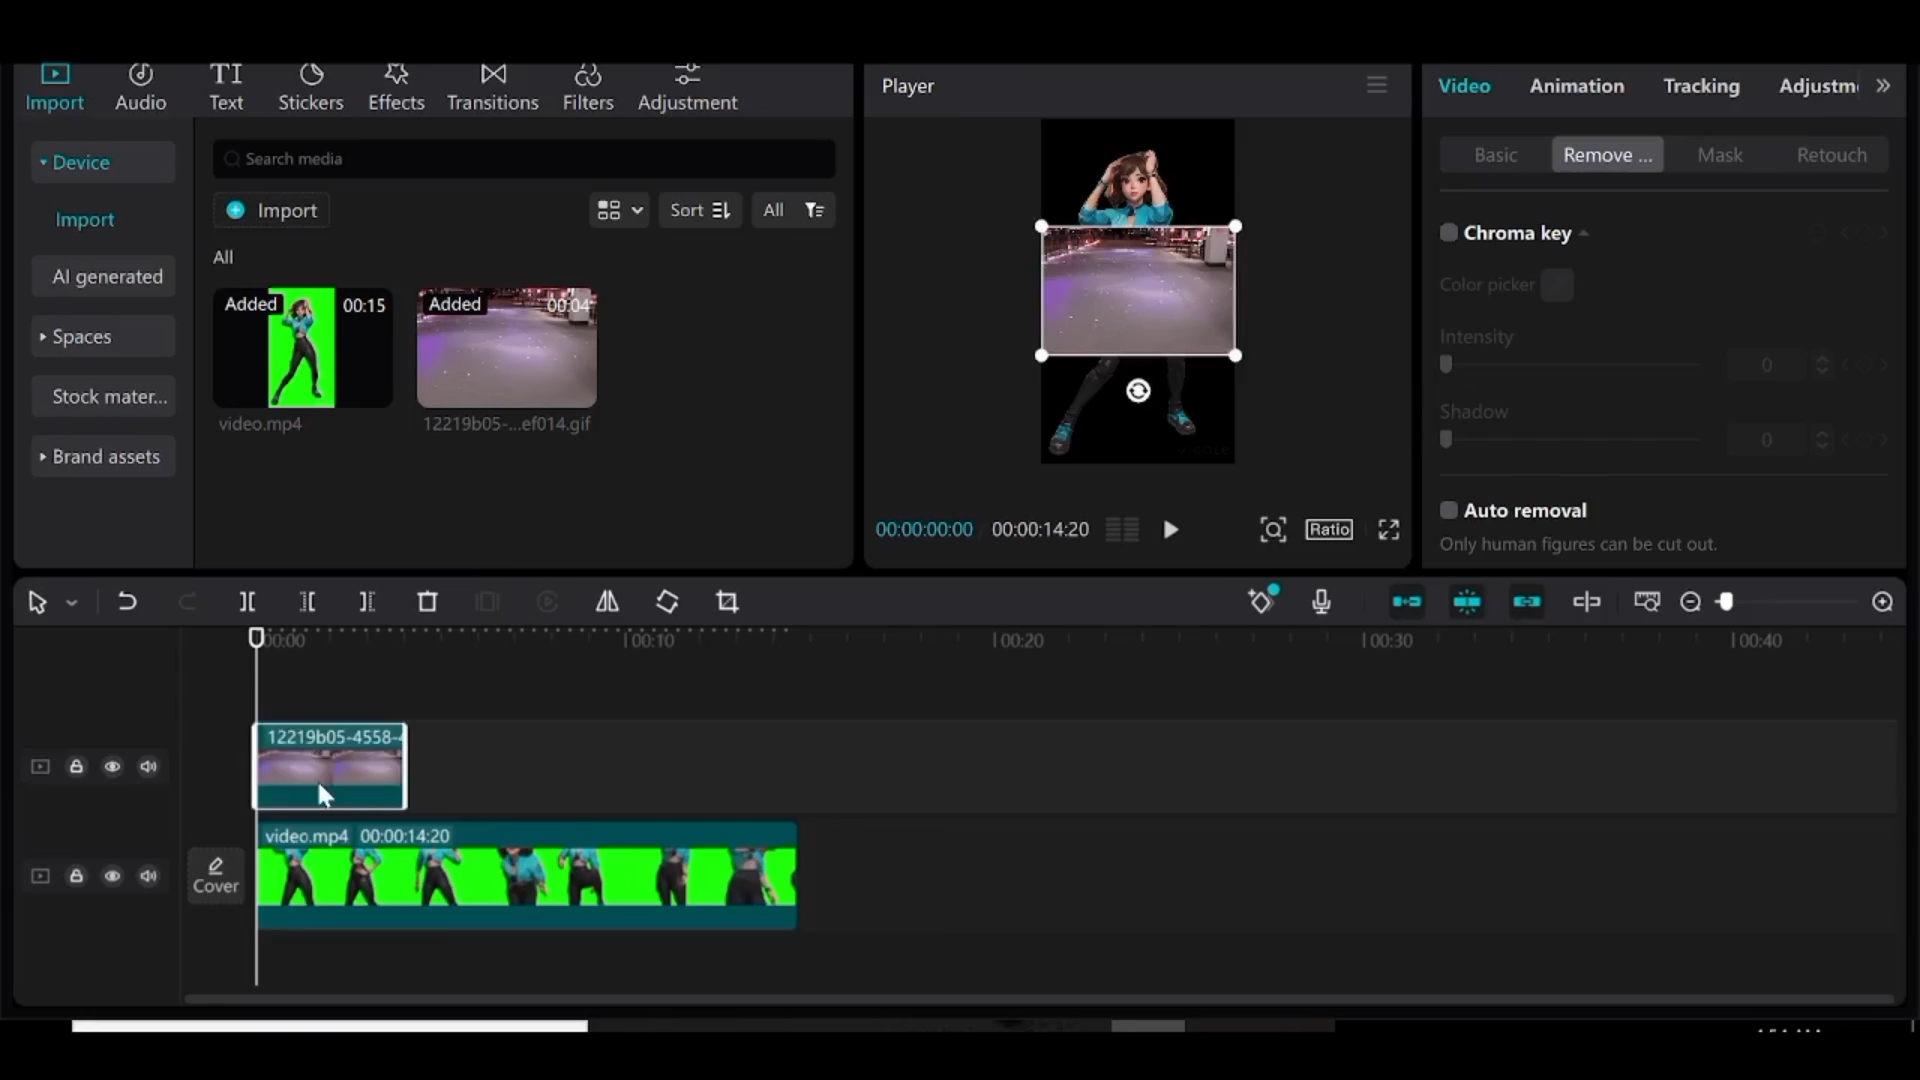 Import
Audio
TI
Text
Stickers
Effects
Transitions
Filters
Adjustment
Device
Import
AI generated
Spaces
Stock mater...
Brand assets
Search media
Import
Sort
All
All
Added 00:15
video.mp4
Added 00:04
12219b05-...ef014.gif
Player
00:00:00:00 00:00:14:20
Ratio
Video Animation Tracking Adjustm
Basic Remove ... Mask Retouch
Chroma key
Color picker
Intensity
0
Shadow
0
Auto removal
Only human figures can be cut out.
00:00 00:10 00:20 00:30 00:40
12219b05-4558-
Cover
video.mp4 00:00:14:20